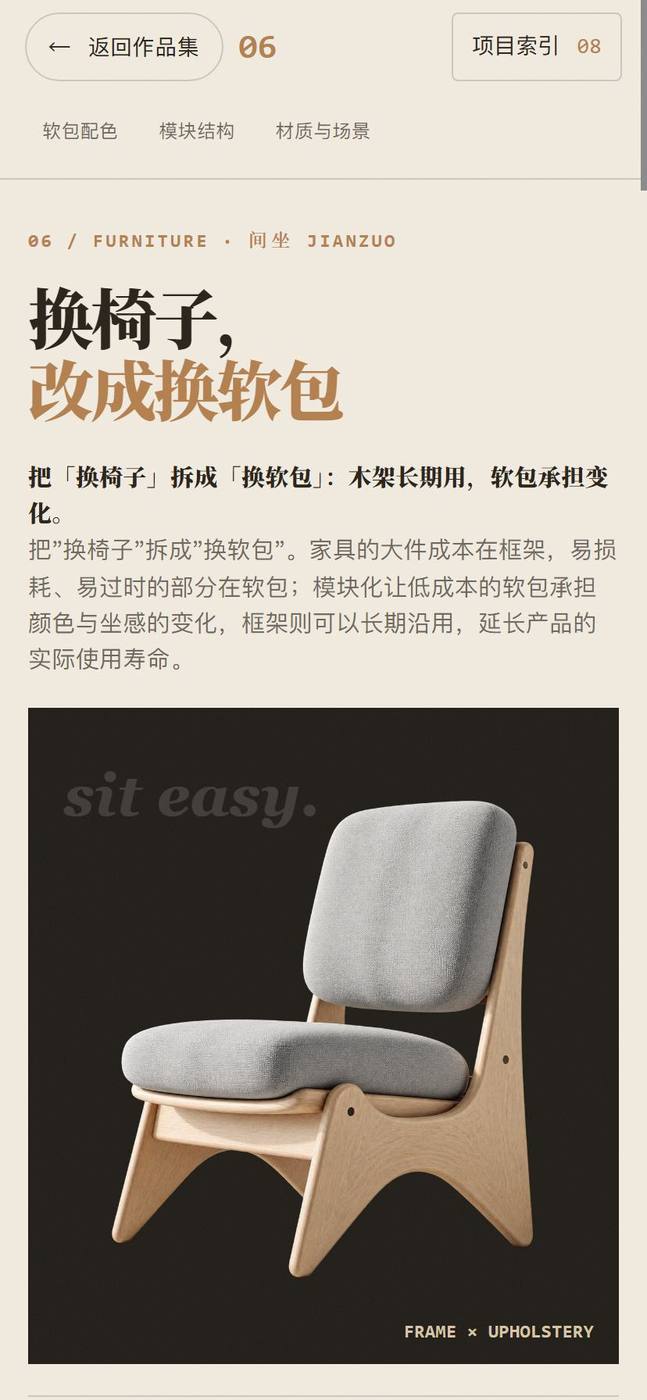 ← 返回作品集 06 项目索引 08
软包配色 模块结构 材质与场景
06 / FURNITURE · 间坐 JIANZUO
换椅子，
改成换软包
把「换椅子」拆成「换软包」：木架长期用，软包承担变
化。
把”换椅子”拆成”换软包”。家具的大件成本在框架，易损
耗、易过时的部分在软包；模块化让低成本的软包承担
颜色与坐感的变化，框架则可以长期沿用，延长产品的
实际使用寿命。
sit easy.
FRAME × UPHOLSTERY